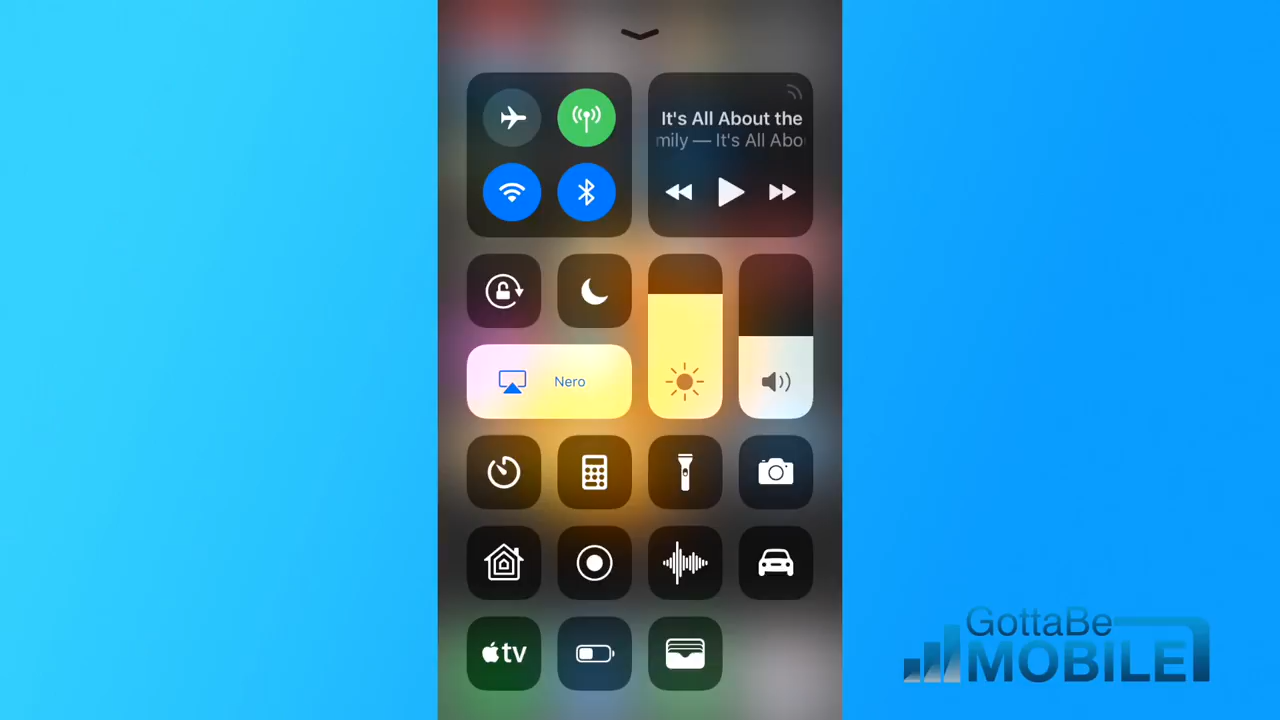 It's All About the
mily — It's All Abo
Nero
tv
GottaBe
MOBILE